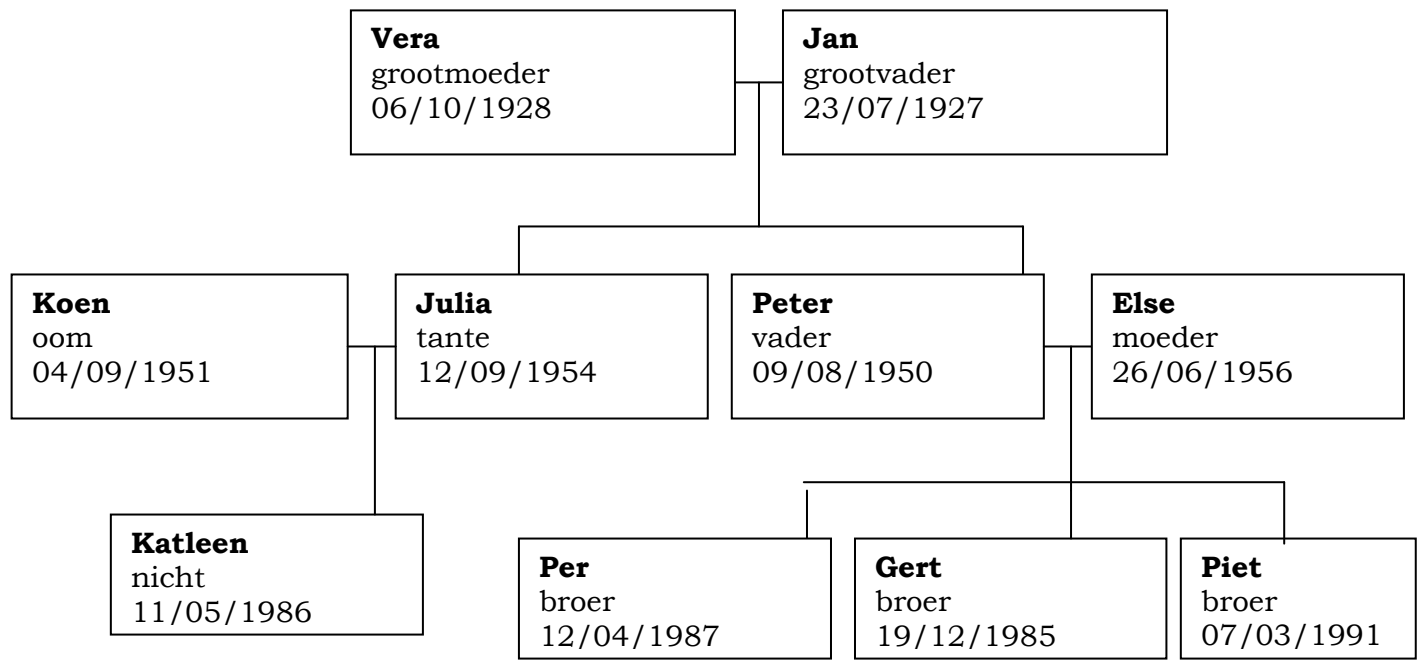 Vera
grootmoeder
06/10/1928
Jan
grootvader
23/07/1927
Koen
oom
04/09/1951
Julia
tante
12/09/1954
Peter
vader
09/08/1950
Else
moeder
26/06/1956
Katleen
nicht
11/05/1986
Per
broer
12/04/1987
Gert
broer
19/12/1985
Piet
broer
07/03/1991